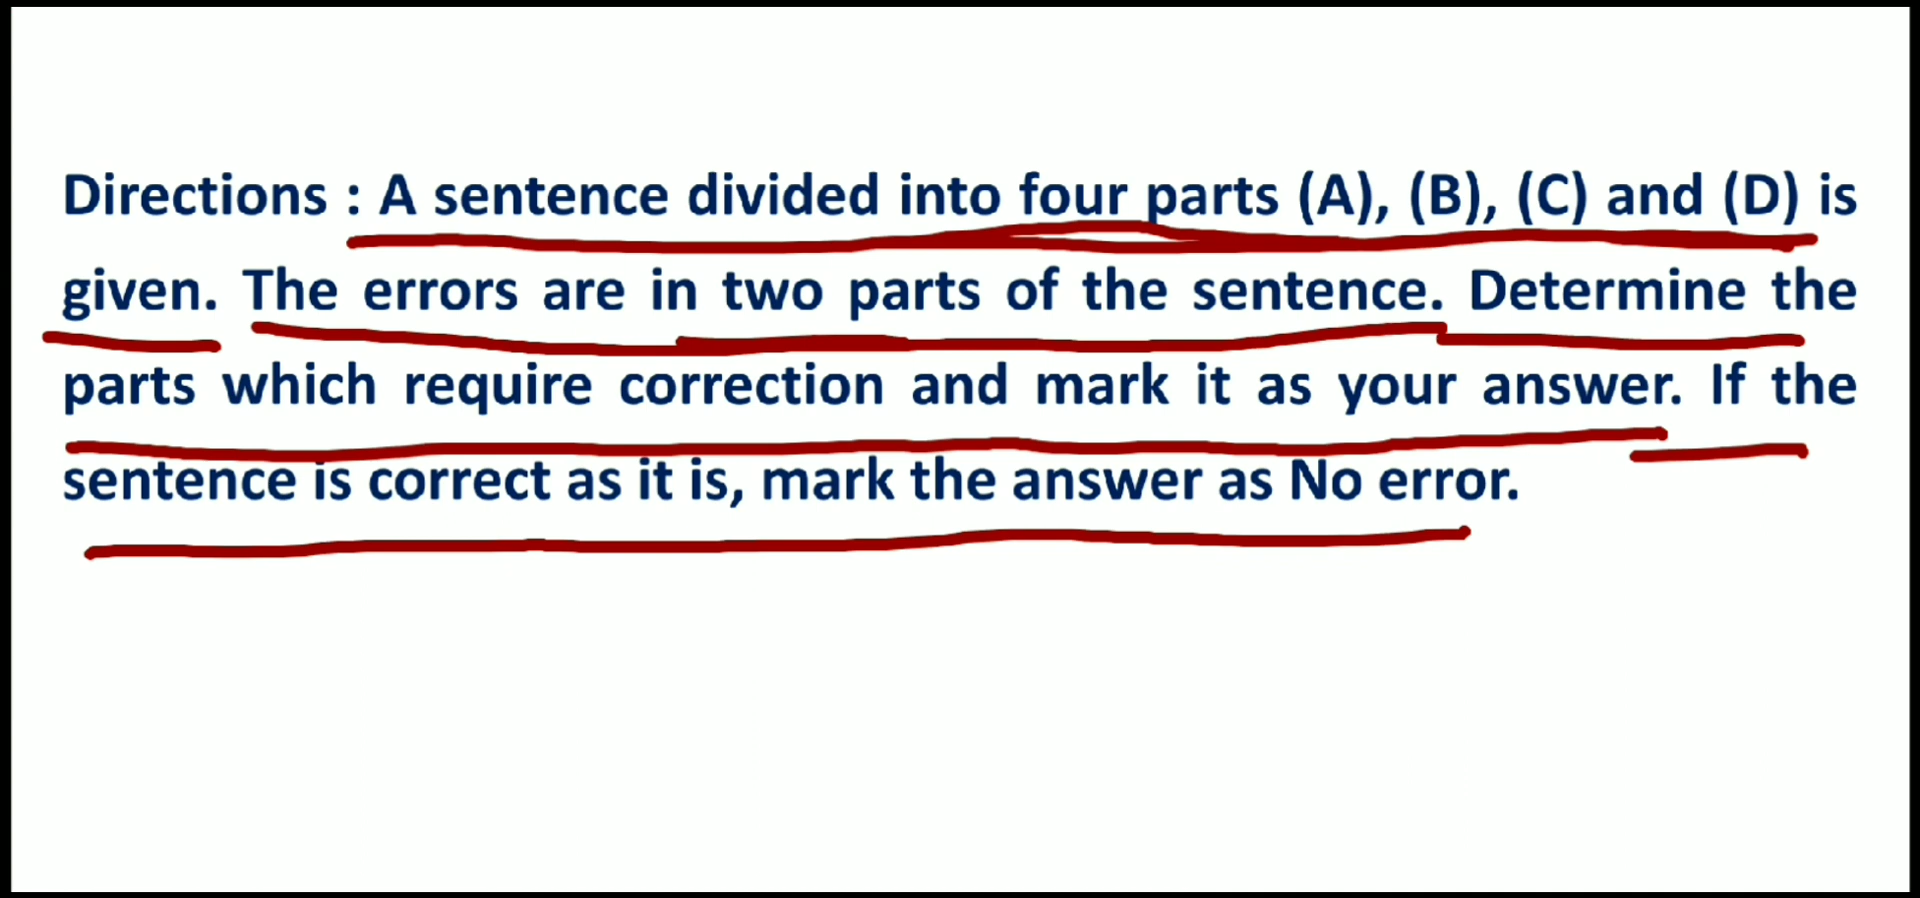 Directions : A sentence divided into four parts (A), (B), (C) and (D) is
given. The errors are in two parts of the sentence. Determine the
parts which require correction and mark it as your answer. If the
sentence is correct as it is, mark the answer as No error.